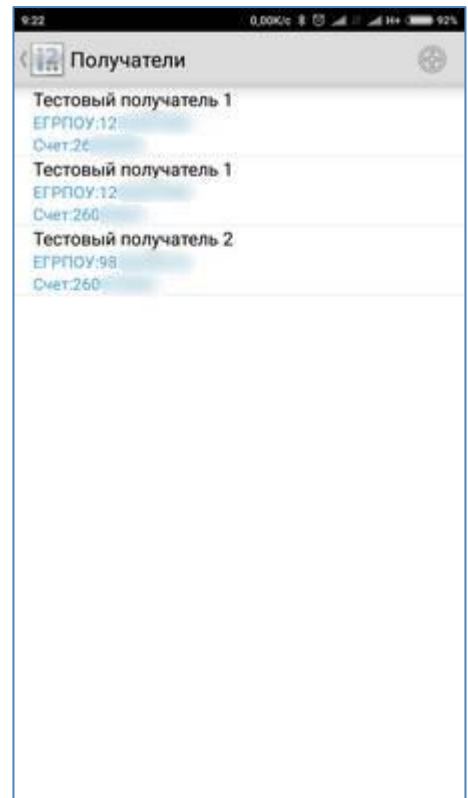 9:22 0,00K/c H+ 92%
Получатели
Тестовый получатель 1
ЕГРПОУ:12
Счет:26
Тестовый получатель 1
ЕГРПОУ:12
Счет:260
Тестовый получатель 2
ЕГРПОУ:98
Счет:260